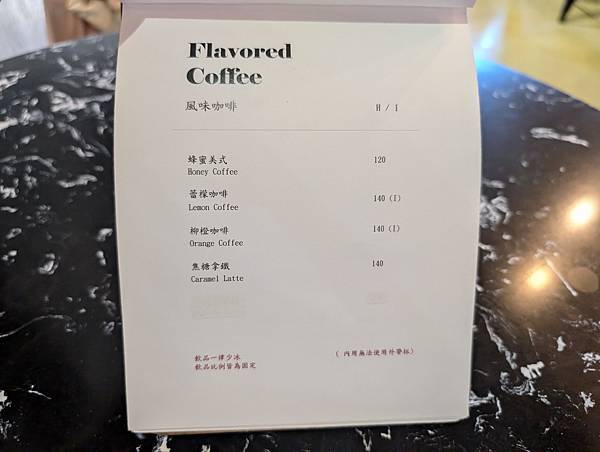 Flavored
Coffee
風味咖啡 H / I
蜂蜜美式 120
Honey Coffee
蕾檬咖啡 140 (I)
Lemon Coffee
柳橙咖啡 140 (I)
Orange Coffee
焦糖拿鐵 140
Caramel Latte
飲品一律少冰 ( 內用無法使用外帶杯)
飲品比例皆為固定